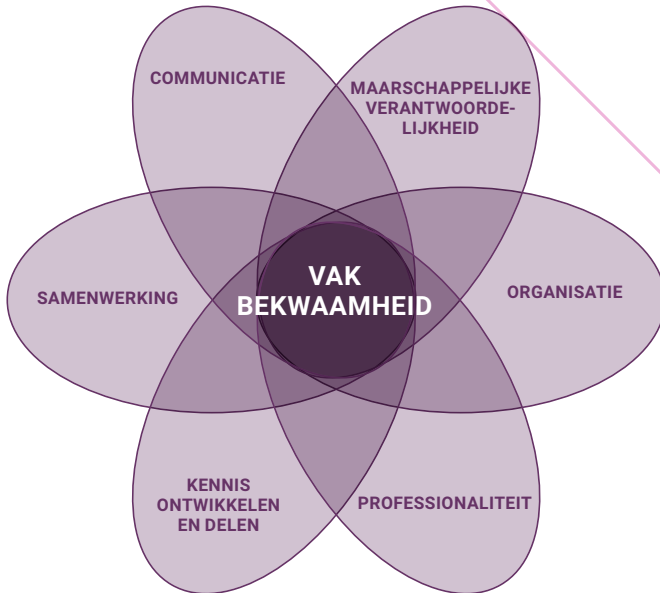 COMMUNICATIE
MAARSCHAPPELIJKE
VERANTWOORDE-
LIJKHEID
SAMENWERKING
VAK
BEKWAAMHEID
ORGANISATIE
KENNIS
ONTWIKKELEN
EN DELEN
PROFESSIONALITEIT